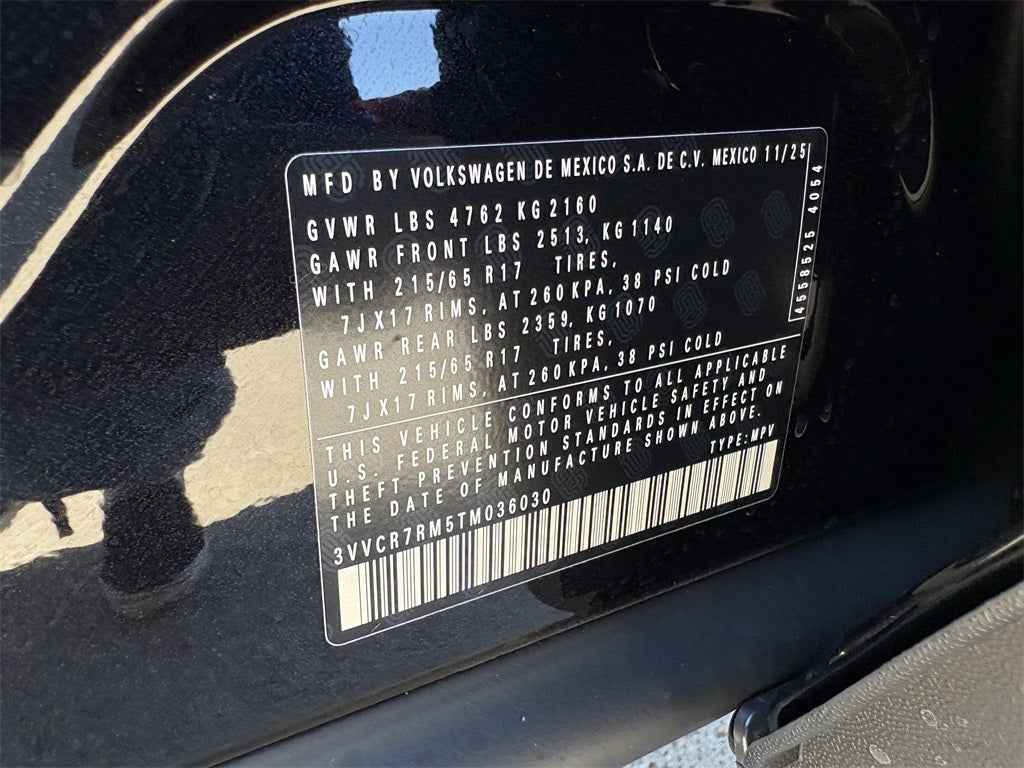 MFD BY VOLKSWAGEN DE MEXICO S.A. DE C.V. MEXICO 11/25
GVWR LBS 4762 KG 2160
GAWR FRONT LBS 2513, KG 1140
WITH 215/65 R17 TIRES,
7JX17 RIMS, AT 260 KPA, 38 PSI COLD
GAWR REAR LBS 2359, KG 1070
WITH 215/65 R17 TIRES,
7JX17 RIMS, AT 260 KPA, 38 PSI COLD
4558525 4054
THIS VEHICLE CONFORMS TO ALL APPLICABLE
U.S. FEDERAL MOTOR VEHICLE SAFETY AND
THEFT PREVENTION STANDARDS IN EFFECT ON
THE DATE OF MANUFACTURE SHOWN ABOVE.
3VVCR7RM5TM036030 TYPE: MPV